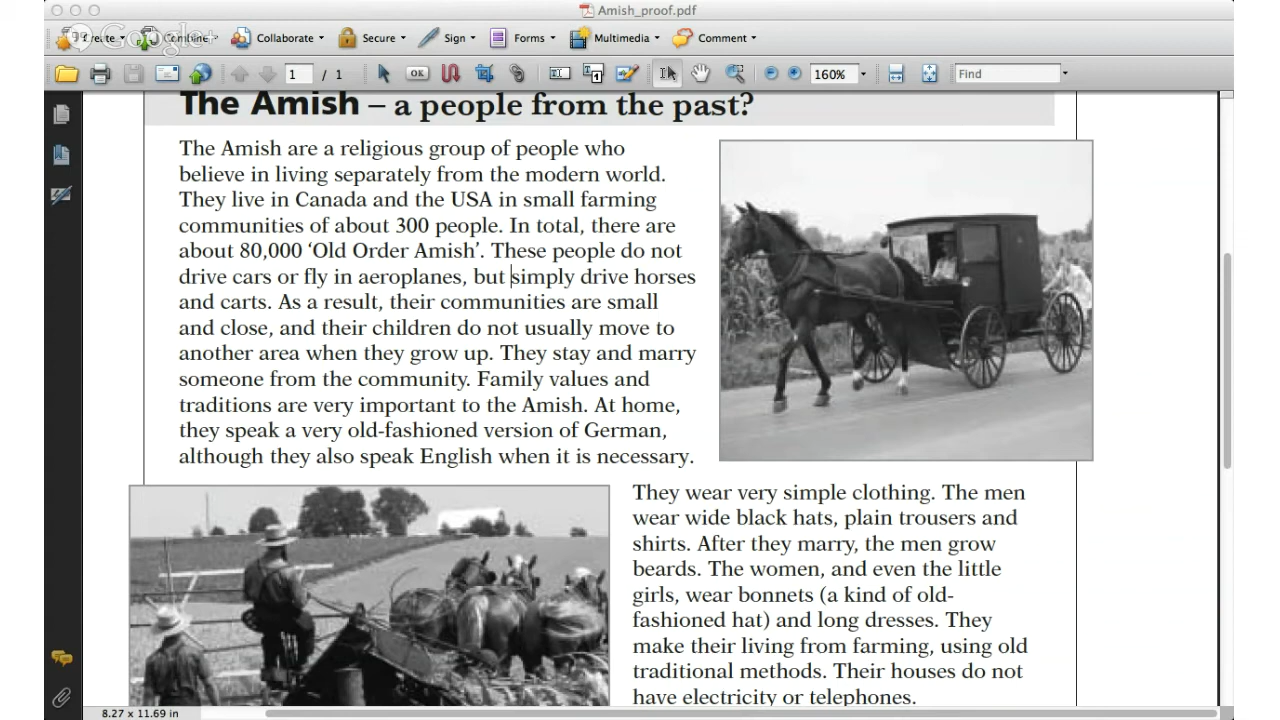 Amish_proof.pdf
Google+
Combine
Collaborate
Secure
Sign
Forms
Multimedia
Comment
OK
1 / 1
160%
Find
The Amish – a people from the past?
The Amish are a religious group of people who
believe in living separately from the modern world.
They live in Canada and the USA in small farming
communities of about 300 people. In total, there are
about 80,000 ‘Old Order Amish’. These people do not
drive cars or fly in aeroplanes, but simply drive horses
and carts. As a result, their communities are small
and close, and their children do not usually move to
another area when they grow up. They stay and marry
someone from the community. Family values and
traditions are very important to the Amish. At home,
they speak a very old-fashioned version of German,
although they also speak English when it is necessary.
They wear very simple clothing. The men
wear wide black hats, plain trousers and
shirts. After they marry, the men grow
beards. The women, and even the little
girls, wear bonnets (a kind of old-
fashioned hat) and long dresses. They
make their living from farming, using old
traditional methods. Their houses do not
have electricity or telephones.
8.27 x 11.69 in